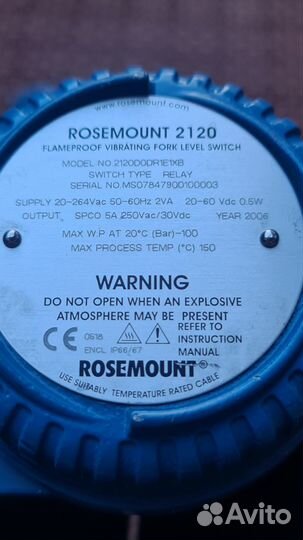 www.rosemount.com
ROSEMOUNT 2120
FLAMEPROOF VIBRATING FORK LEVEL SWITCH
MODEL NO.2120D0DR1E1XB
SWITCH TYPE RELAY
SERIAL NO.MS07847900100003
SUPPLY 20-264Vac 50-60Hz 2VA 20-60 Vdc 0.5W
OUTPUT SPCO 5A 250Vac/30Vdc YEAR 2006
MAX W.P AT 20°C (Bar)-100
MAX PROCESS TEMP (°C) 150
WARNING
DO NOT OPEN WHEN AN EXPLOSIVE
ATMOSPHERE MAY BE PRESENT
CE 0518
REFER TO
INSTRUCTION
MANUAL
ENCL. IP66/67
ROSEMOUNT
USE SUITABLY TEMPERATURE RATED CABLE
Avito